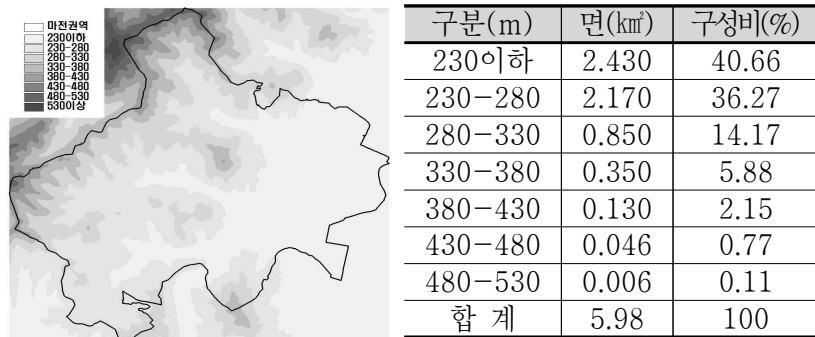 마전권역
230이하
230-280
280-330
330-380
380-430
430-480
480-530
530이상
구분(m) 면(㎢) 구성비(%)
230이하 2.430 40.66
230-280 2.170 36.27
280-330 0.850 14.17
330-380 0.350 5.88
380-430 0.130 2.15
430-480 0.046 0.77
480-530 0.006 0.11
합 계 5.98 100